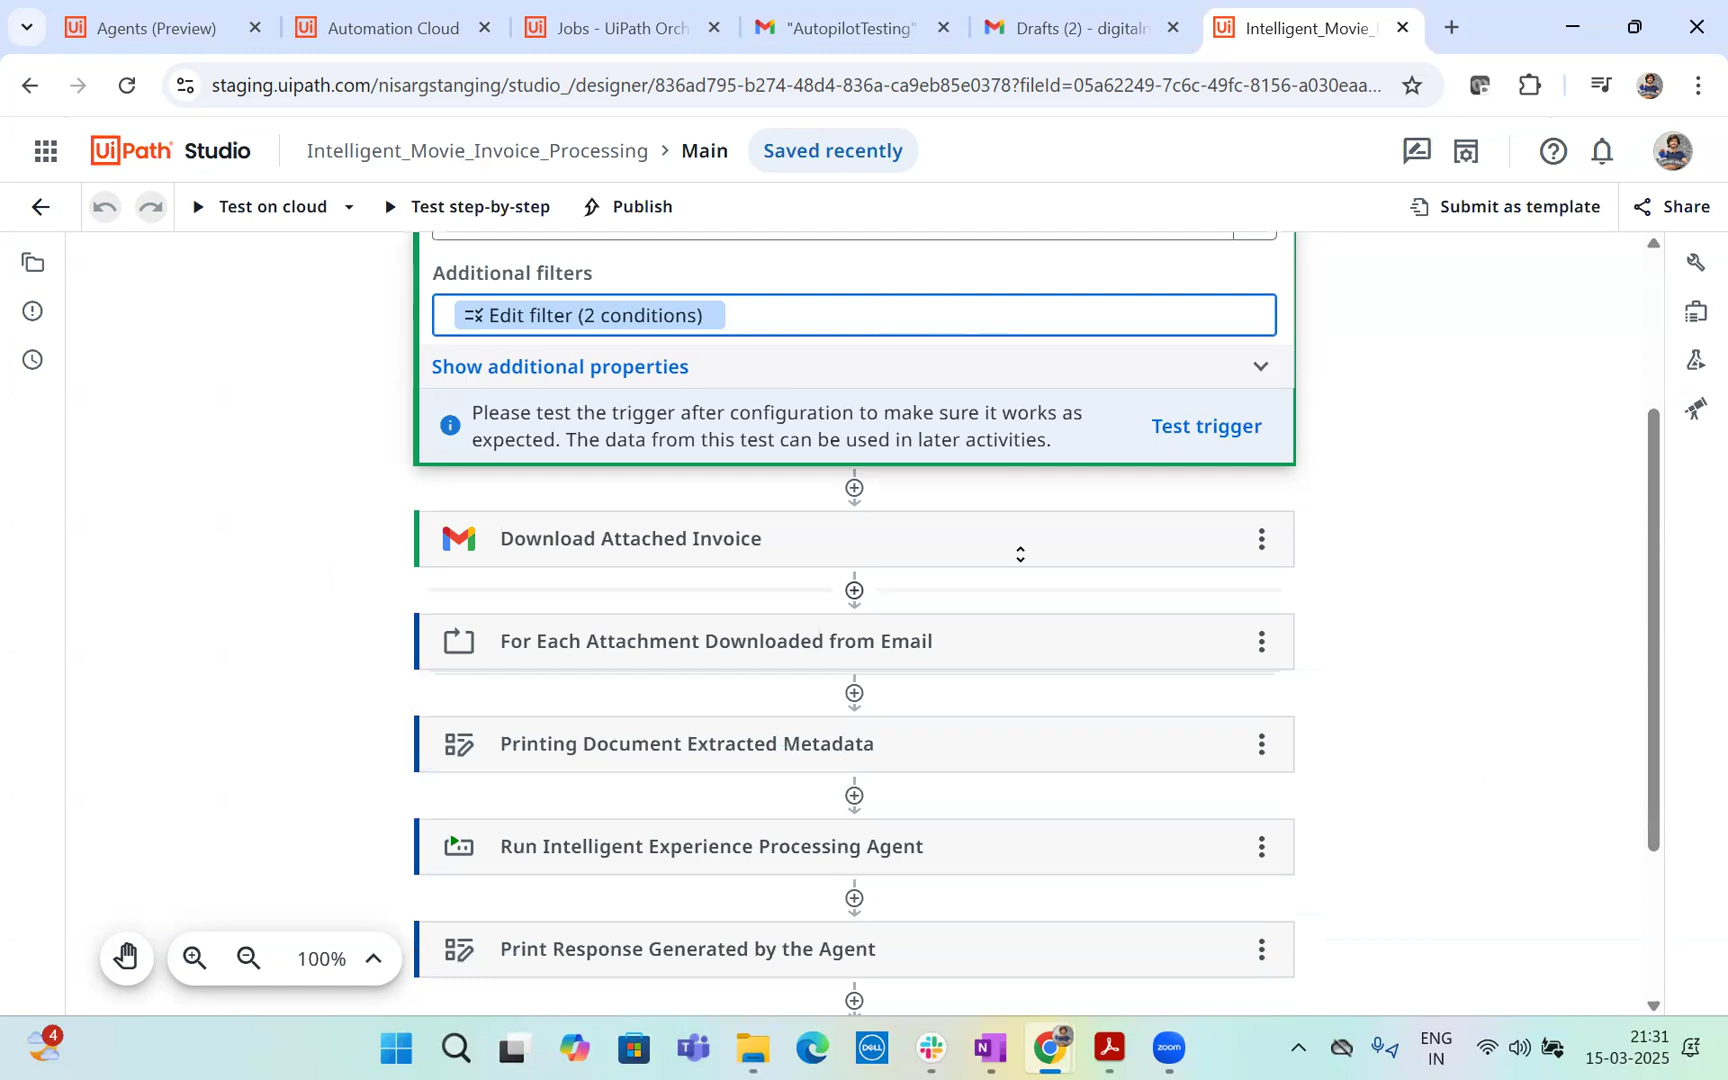 Agents (Preview)
Automation Cloud
Jobs - UiPath Orch
"AutopilotTesting"
Drafts (2) - digitaln
Intelligent_Movie_
staging.uipath.com/nisargstanging/studio_/designer/836ad795-b274-48d4-836a-ca9eb85e0378?fileId=05a62249-7c6c-49fc-8156-a030eaa...
UiPath Studio
Intelligent_Movie_Invoice_Processing > Main
Saved recently
Test on cloud
Test step-by-step
Publish
Submit as template
Share
Additional filters
Edit filter (2 conditions)
Show additional properties
Please test the trigger after configuration to make sure it works as
expected. The data from this test can be used in later activities.
Test trigger
Download Attached Invoice
For Each Attachment Downloaded from Email
Printing Document Extracted Metadata
Run Intelligent Experience Processing Agent
Print Response Generated by the Agent
100%
4
DELL
zoom
ENG
IN
21:31
15-03-2025